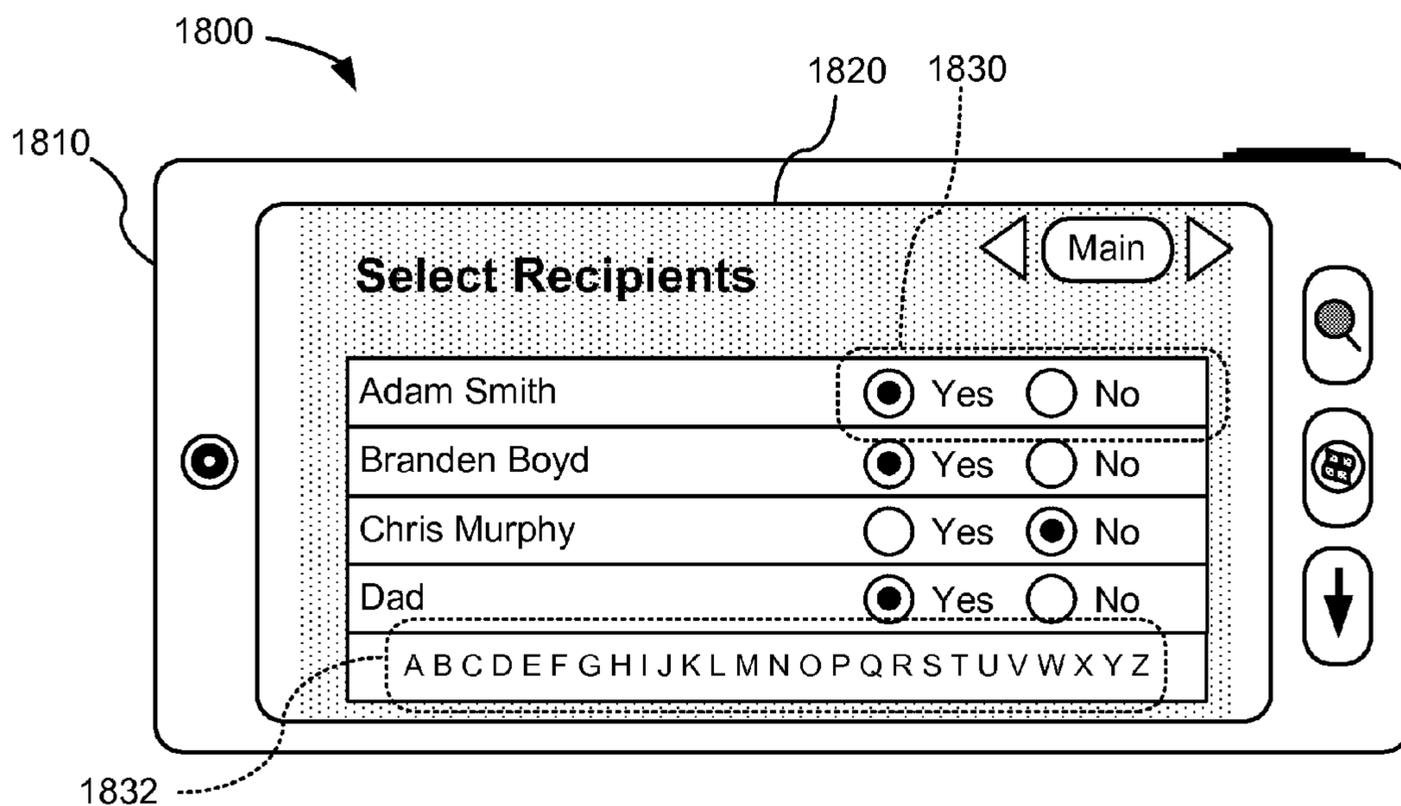 1800
1820 1830
1810
Main
Select Recipients
Adam Smith Yes No
Branden Boyd Yes No
Chris Murphy Yes No
Dad Yes No
A B C D E F G H I J K L M N O P Q R S T U V W X Y Z
1832